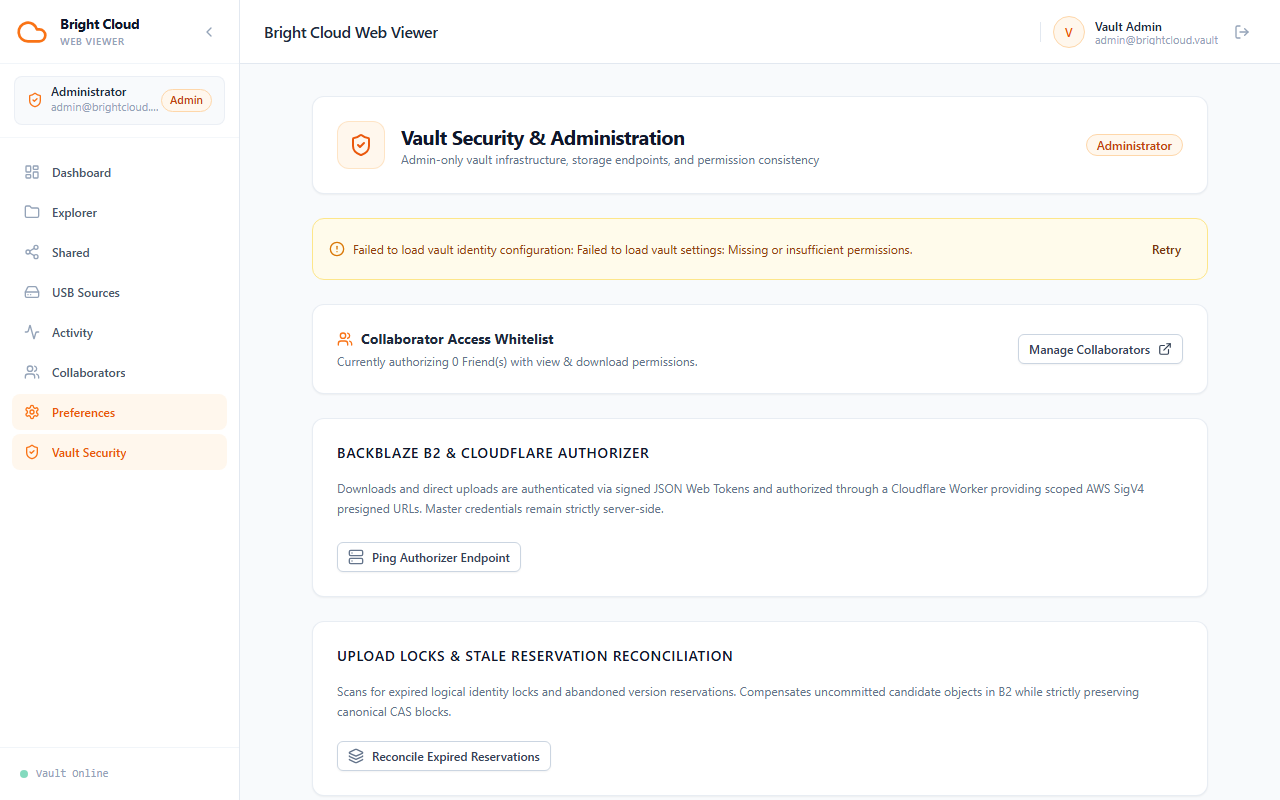 Bright Cloud
WEB VIEWER
Administrator
admin@brightcloud....
Admin
Dashboard
Explorer
Shared
USB Sources
Activity
Collaborators
Preferences
Vault Security
Vault Online
Bright Cloud Web Viewer
V
Vault Admin
admin@brightcloud.vault
Vault Security & Administration
Admin-only vault infrastructure, storage endpoints, and permission consistency
Administrator
Failed to load vault identity configuration: Failed to load vault settings: Missing or insufficient permissions.
Retry
Collaborator Access Whitelist
Currently authorizing 0 Friend(s) with view & download permissions.
Manage Collaborators
BACKBLAZE B2 & CLOUDFLARE AUTHORIZER
Downloads and direct uploads are authenticated via signed JSON Web Tokens and authorized through a Cloudflare Worker providing scoped AWS SigV4
presigned URLs. Master credentials remain strictly server-side.
Ping Authorizer Endpoint
UPLOAD LOCKS & STALE RESERVATION RECONCILIATION
Scans for expired logical identity locks and abandoned version reservations. Compensates uncommitted candidate objects in B2 while strictly preserving
canonical CAS blocks.
Reconcile Expired Reservations